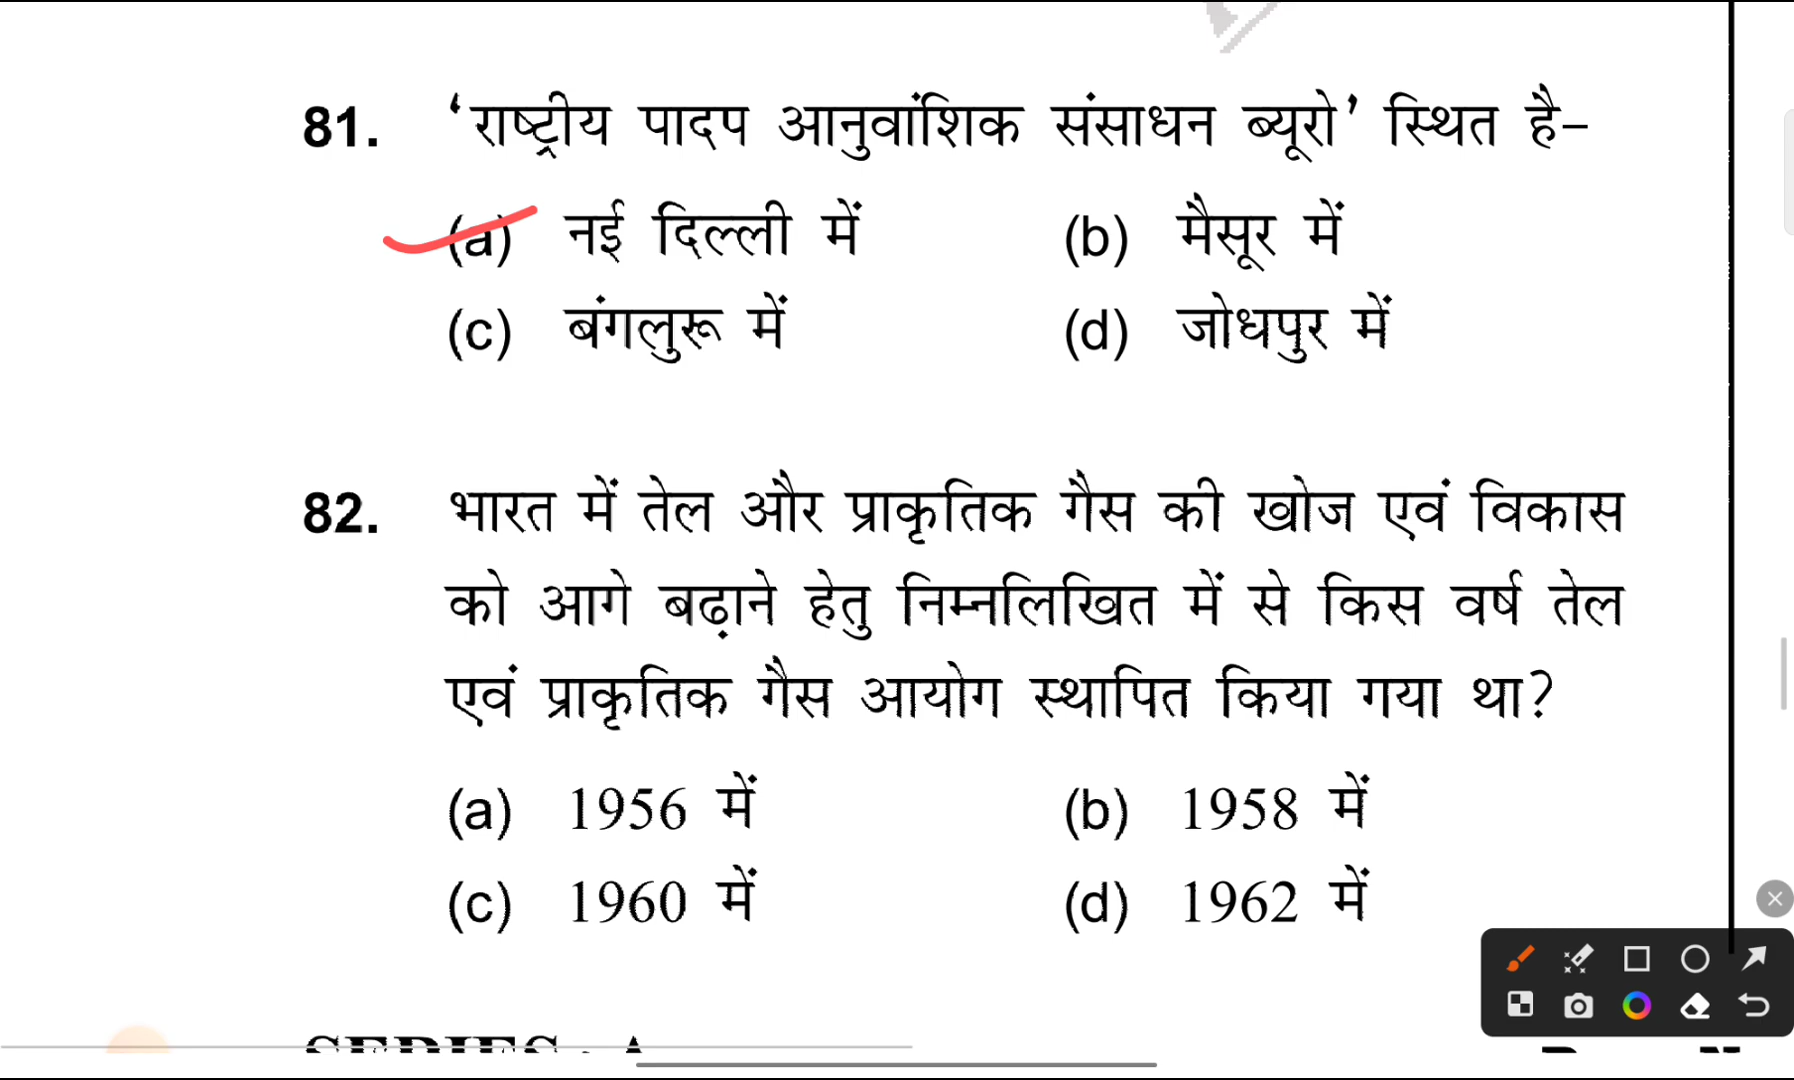 81. ‘राष्ट्रीय पादप आनुवांशिक संसाधन ब्यूरो’ स्थित है–
(a) नई दिल्ली में (b) मैसूर में
(c) बंगलुरू में (d) जोधपुर में
82. भारत में तेल और प्राकृतिक गैस की खोज एवं विकास
को आगे बढ़ाने हेतु निम्नलिखित में से किस वर्ष तेल
एवं प्राकृतिक गैस आयोग स्थापित किया गया था?
(a) 1956 में (b) 1958 में
(c) 1960 में (d) 1962 में